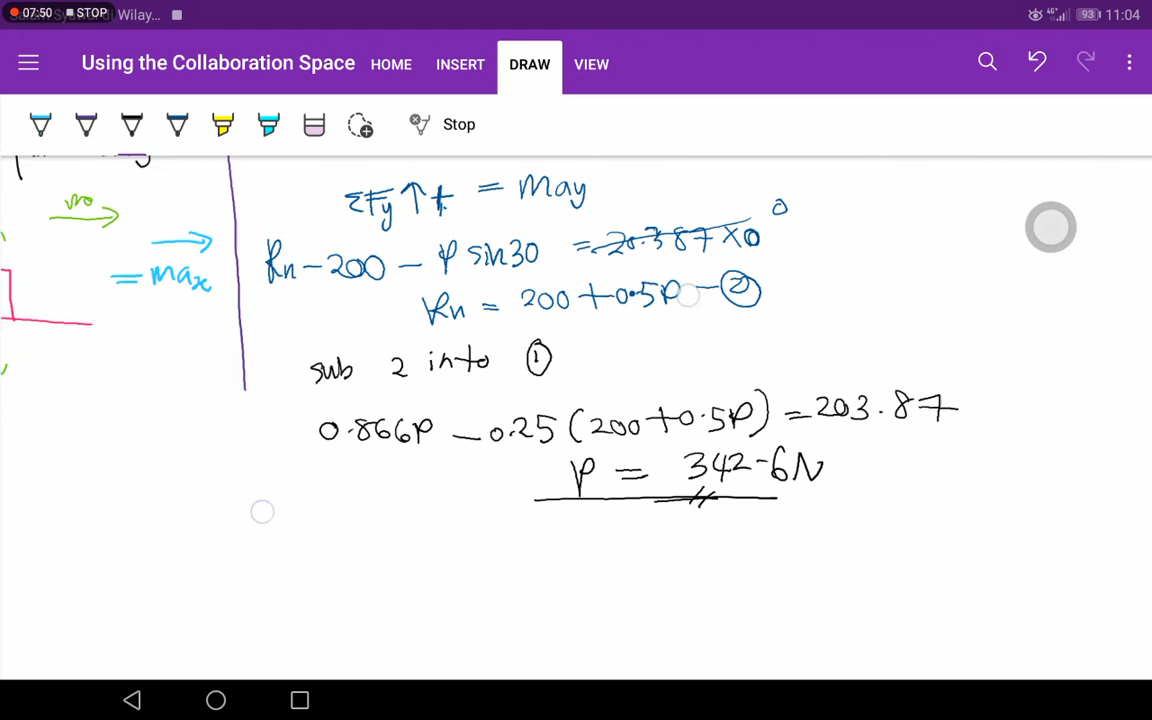 07:50 STOP Wilay... 93 11:04
Using the Collaboration Space HOME INSERT DRAW VIEW
Stop
ΣFy ↑ + = may
= max
Rn - 200 - P sin30 = 20.387 × 0 0
Rn = 200 + 0.5P - ②
sub 2 into ①
0.866P - 0.25 (200 + 0.5P) = 203.87
P = 342.6N